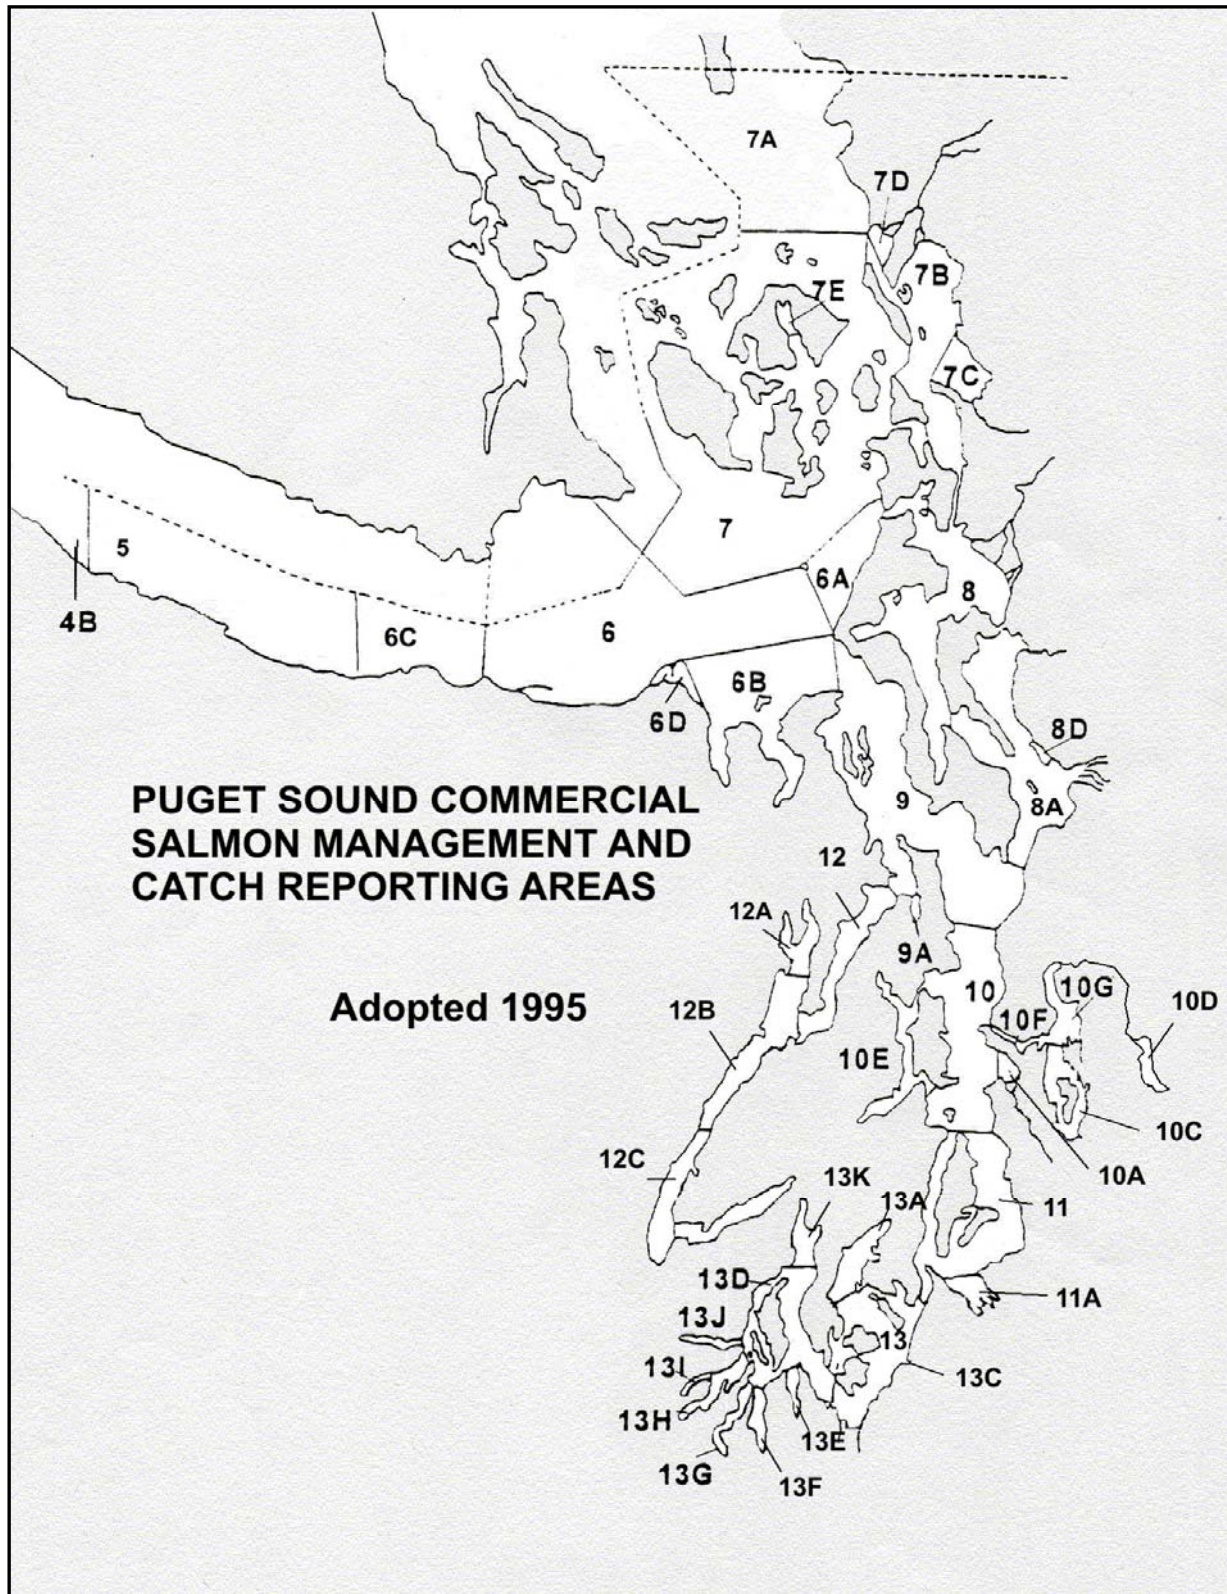 7A
7D
7B
7E
7C
5
7
4B
6C
6
6A
8
6B
6D
8D
PUGET SOUND COMMERCIAL
SALMON MANAGEMENT AND
CATCH REPORTING AREAS
9
8A
12
12A
9A
Adopted 1995
12B
10
10F
10G
10D
10E
10C
10A
12C
13K
13A
11
13D
11A
13J
13
13I
13C
13H
13E
13G
13F